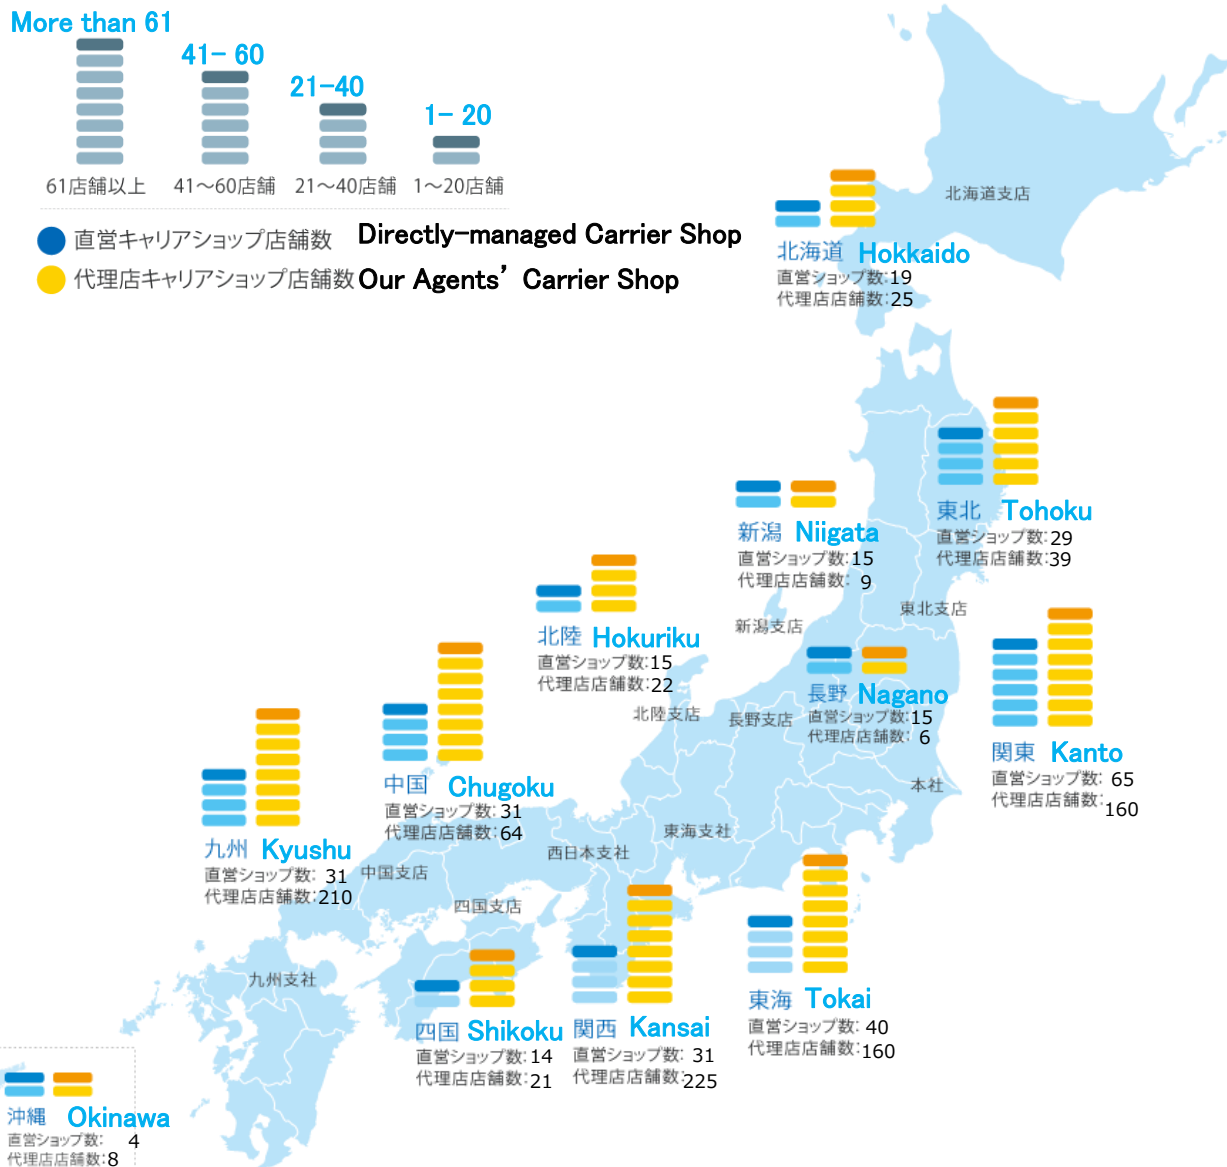 More than 61
41- 60
21-40
1- 20
61店舗以上
41～60店舗
21～40店舗
1～20店舗
直営キャリアショップ店舗数 Directly-managed Carrier Shop
代理店キャリアショップ店舗数 Our Agents’ Carrier Shop
北海道支店
北海道 Hokkaido
直営ショップ数:19
代理店店舗数:25
東北 Tohoku
直営ショップ数:29
代理店店舗数:39
新潟 Niigata
直営ショップ数:15
代理店店舗数: 9
東北支店
新潟支店
北陸 Hokuriku
直営ショップ数:15
代理店店舗数:22
北陸支店
長野 Nagano
直営ショップ数:15
代理店店舗数: 6
長野支店
関東 Kanto
直営ショップ数: 65
代理店店舗数:160
本社
中国 Chugoku
直営ショップ数:31
代理店店舗数:64
九州 Kyushu
直営ショップ数: 31
代理店店舗数:210
東海支社
西日本支社
中国支店
四国支店
九州支社
東海 Tokai
直営ショップ数: 40
代理店店舗数:160
四国 Shikoku
直営ショップ数:14
代理店店舗数:21
関西 Kansai
直営ショップ数: 31
代理店店舗数:225
沖縄 Okinawa
直営ショップ数: 4
代理店店舗数:8